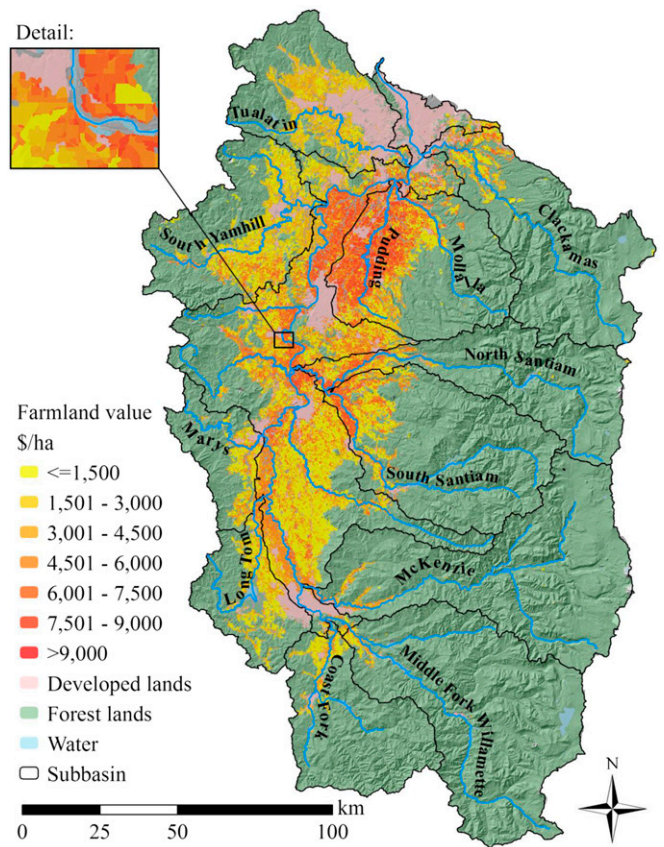 Detail:
Tualatin
South Yamhill
Pudding
Mollala
Clackamas
North Santiam
Marys
South Santiam
Long Tom
McKenzie
Coast Fork
Middle Fork Willamette
Farmland value
$/ha
<=1,500
1,501 - 3,000
3,001 - 4,500
4,501 - 6,000
6,001 - 7,500
7,501 - 9,000
>9,000
Developed lands
Forest lands
Water
Subbasin
km
0 25 50 100
N